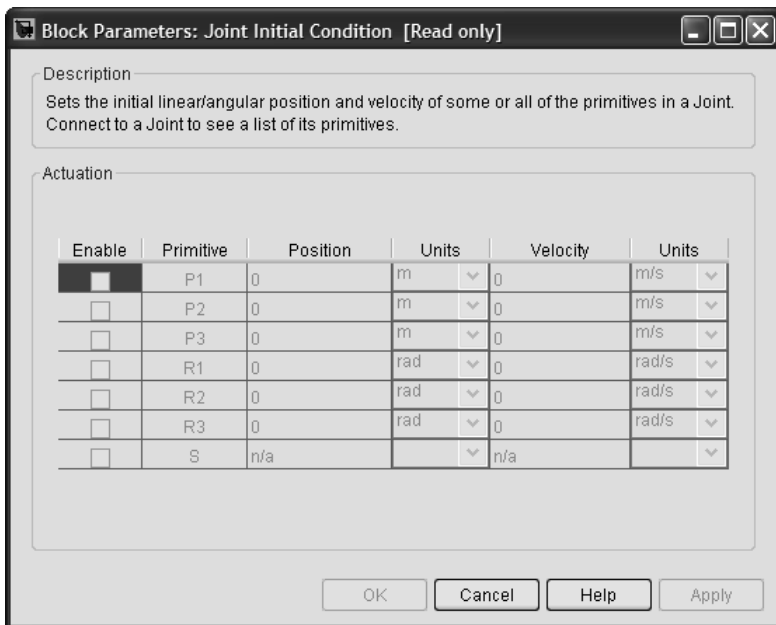 Block Parameters: Joint Initial Condition [Read only]
Description
Sets the initial linear/angular position and velocity of some or all of the primitives in a Joint.
Connect to a Joint to see a list of its primitives.
Actuation
Enable Primitive Position Units Velocity Units
P1 0 m 0 m/s
P2 0 m 0 m/s
P3 0 m 0 m/s
R1 0 rad 0 rad/s
R2 0 rad 0 rad/s
R3 0 rad 0 rad/s
S n/a n/a
OK Cancel Help Apply